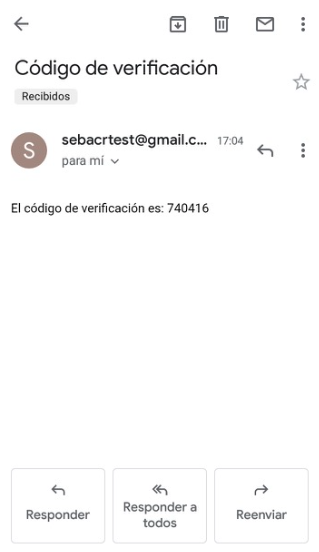 Código de verificación
Recibidos
S
sebacrtest@gmail.c... 17:04
para mí
El código de verificación es: 740416
Responder
Responder a
todos
Reenviar